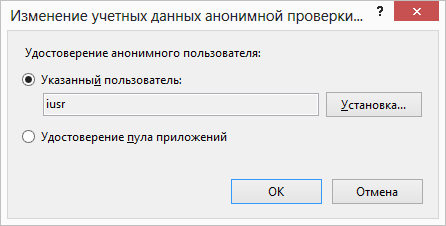 Изменение учетных данных анонимной проверки...
?
Удостоверение анонимного пользователя:
Указанный пользователь:
iusr
Установка...
Удостоверение пула приложений
ОК
Отмена